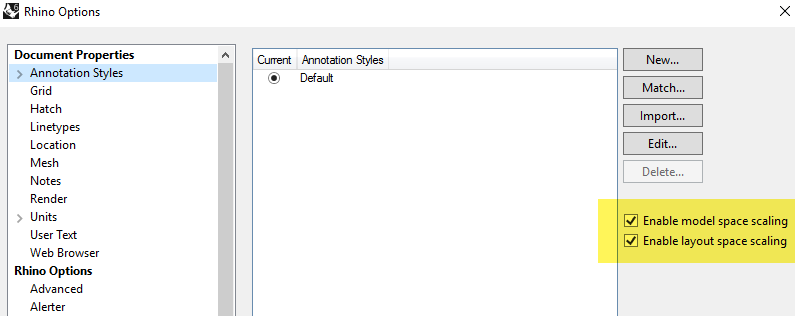 Rhino Options
Document Properties
Annotation Styles
Grid
Hatch
Linetypes
Location
Mesh
Notes
Render
Units
User Text
Web Browser
Rhino Options
Advanced
Alerter
Current Annotation Styles
Default
New...
Match...
Import...
Edit...
Delete...
Enable model space scaling
Enable layout space scaling